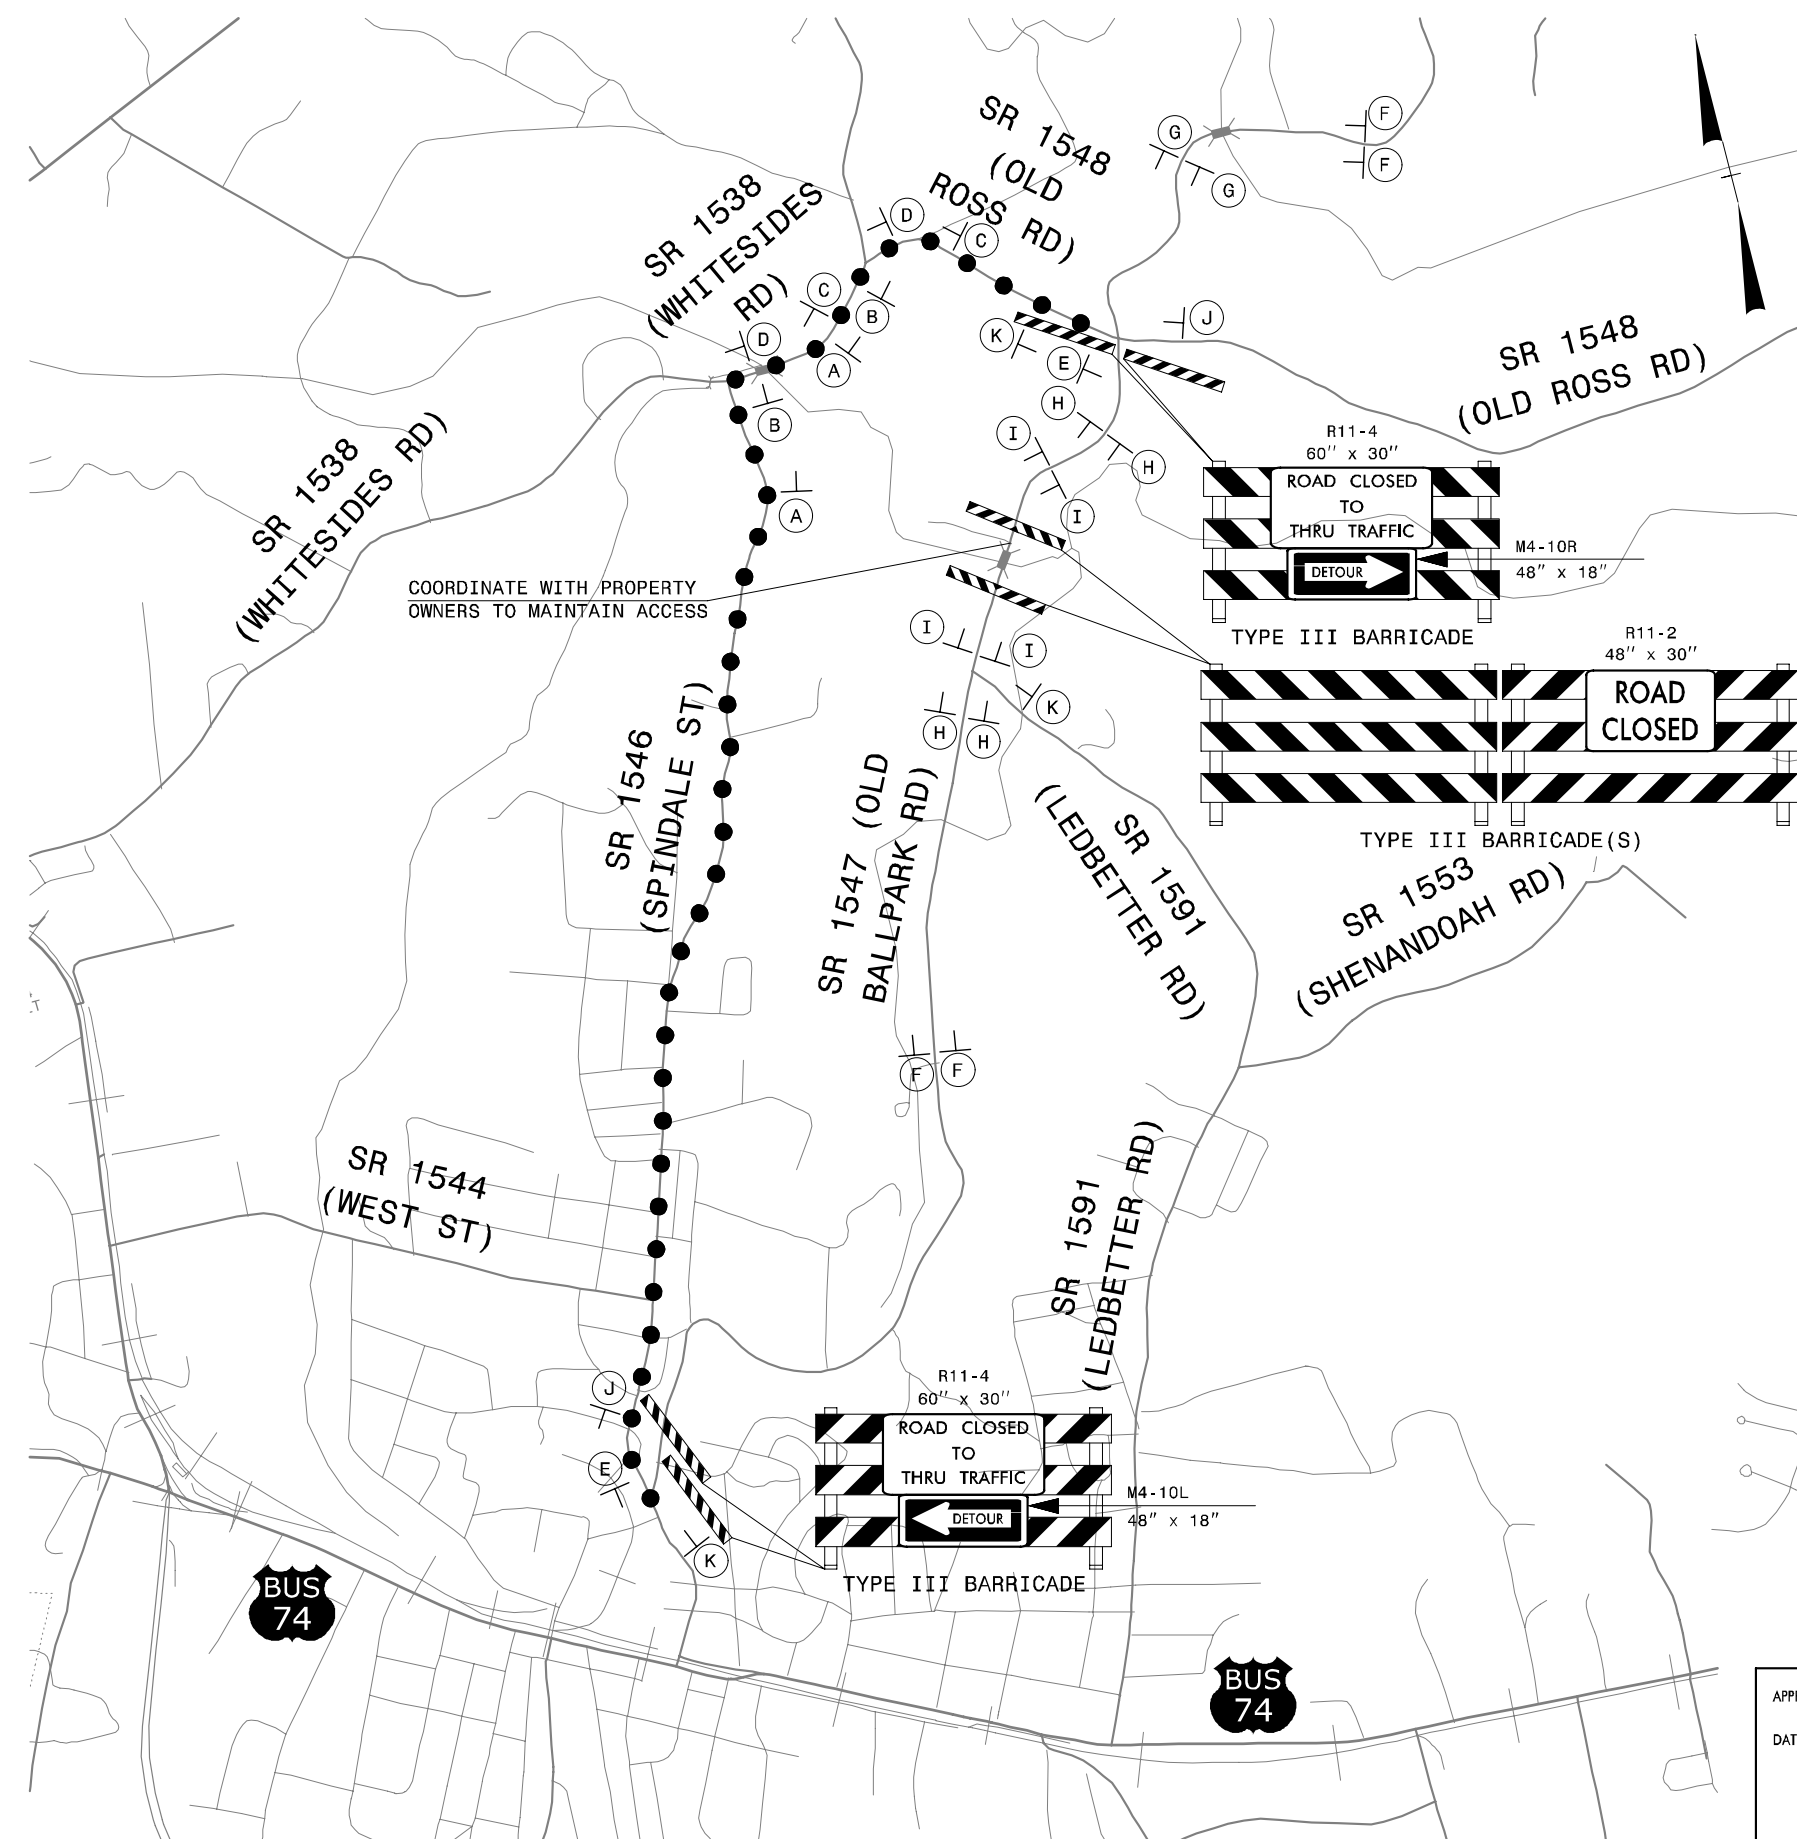 SR 1548
(OLD
ROSS RD)
SR 1538
(WHITESIDES
RD)
G
F
F
G
D
C
C
B
D
A
B
A
J
K
E
H
I
H
I
SR 1548
(OLD ROSS RD)
SR 1538
(WHITESIDES RD)
COORDINATE WITH PROPERTY
OWNERS TO MAINTAIN ACCESS
R11-4
60" x 30"
ROAD CLOSED
TO
THRU TRAFFIC
DETOUR
M4-10R
48" x 18"
TYPE III BARRICADE
R11-2
48" x 30"
ROAD
CLOSED
TYPE III BARRICADE(S)
I
I
K
H
H
SR 1546
(SPINDALE ST)
SR 1547 (OLD
BALLPARK RD)
SR 1591
(LEDBETTER RD)
SR 1553
(SHENANDOAH RD)
F
F
SR 1544
(WEST ST)
SR 1591
(LEDBETTER RD)
J
E
K
R11-4
60" x 30"
ROAD CLOSED
TO
THRU TRAFFIC
DETOUR
M4-10L
48" x 18"
TYPE III BARRICADE
BUS
74
BUS
74
APP
DAT